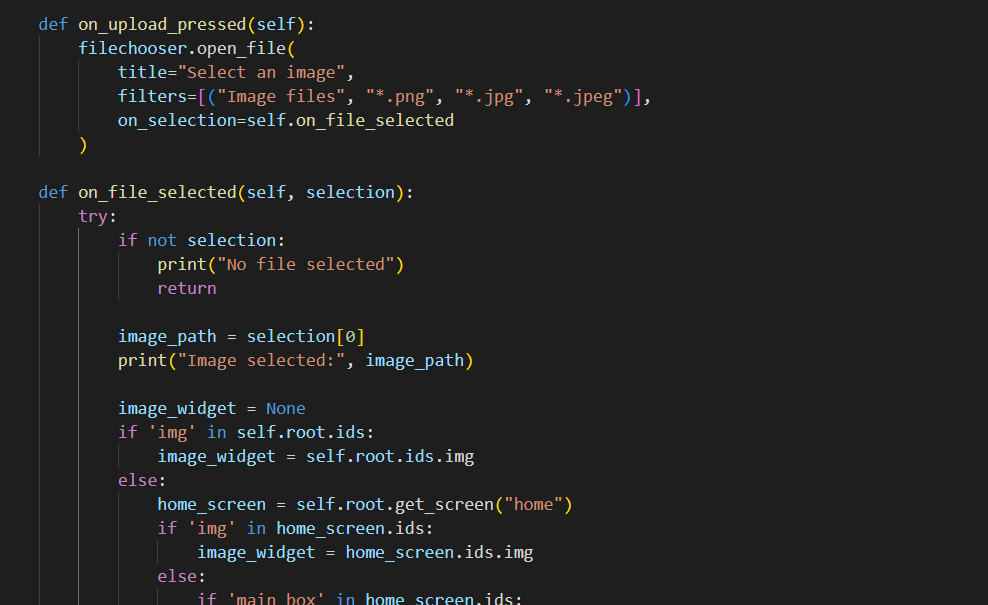 def on_upload_pressed(self):
    filechooser.open_file(
        title="Select an image",
        filters=[("Image files", "*.png", "*.jpg", "*.jpeg")],
        on_selection=self.on_file_selected
    )

def on_file_selected(self, selection):
    try:
        if not selection:
            print("No file selected")
            return

        image_path = selection[0]
        print("Image selected:", image_path)

        image_widget = None
        if 'img' in self.root.ids:
            image_widget = self.root.ids.img
        else:
            home_screen = self.root.get_screen("home")
            if 'img' in home_screen.ids:
                image_widget = home_screen.ids.img
            else:
                if 'main_box' in home_screen.ids: